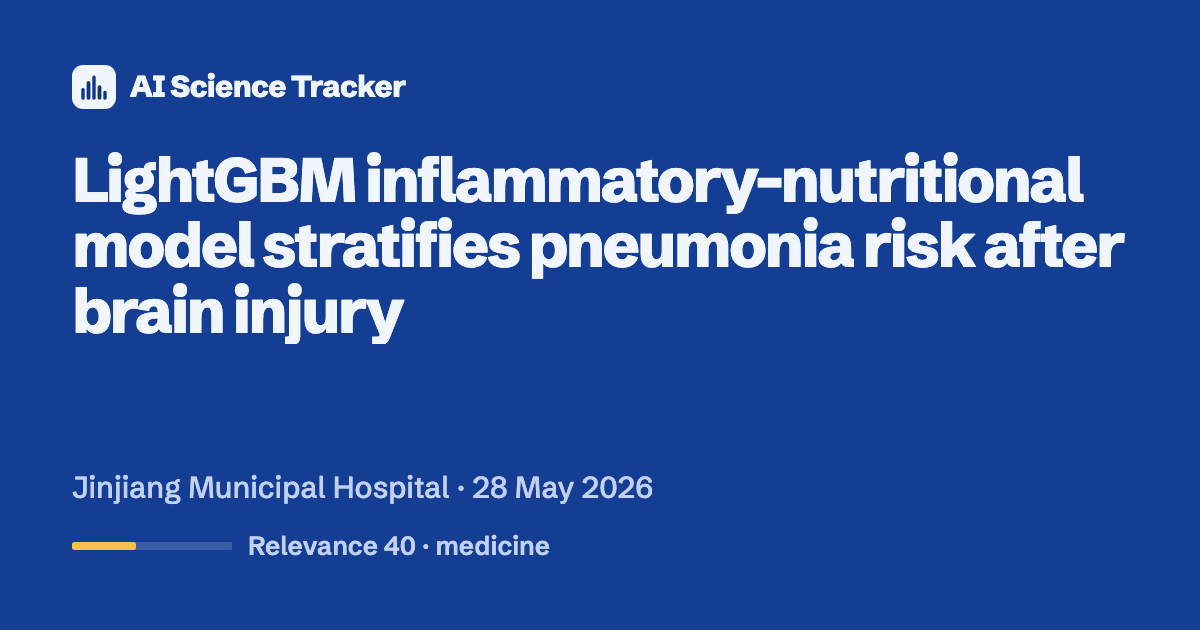 AI Science Tracker
LightGBM inflammatory-nutritional
model stratifies pneumonia risk after
brain injury
Jinjiang Municipal Hospital · 28 May 2026
Relevance 40 · medicine